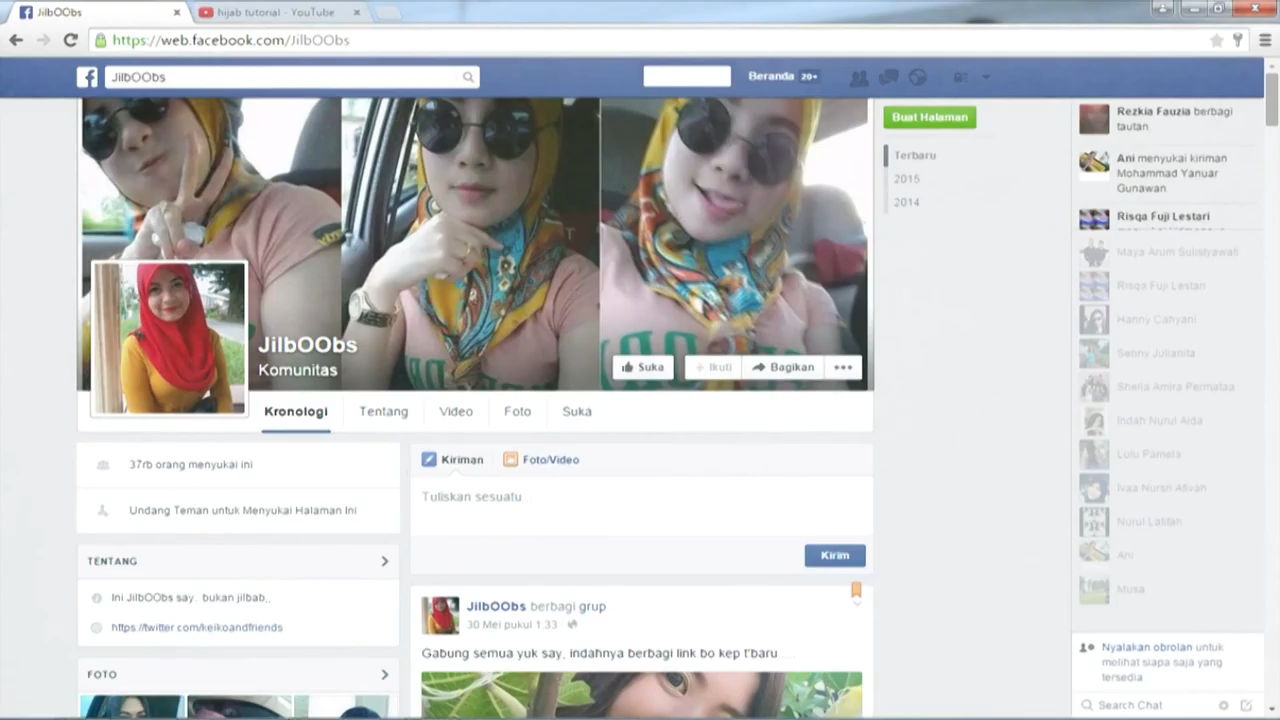 JilbOObs
hijab tutorial - YouTube
https://web.facebook.com/JilbOObs
JilbOObs
Beranda 20+
Buat Halaman
Terbaru
2015
2014
JilbOObs
Komunitas
Suka
Ikuti
Bagikan
Kronologi
Tentang
Video
Foto
Suka
37rb orang menyukai ini
Undang Teman untuk Menyukai Halaman Ini
TENTANG
Ini JilbOObs say.. bukan jilbab,,
https://twitter.com/keikoandfriends
FOTO
Kiriman
Foto/Video
Tuliskan sesuatu...
Kirim
JilbOObs berbagi grup
30 Mei pukul 1:33
Gabung semua yuk say, indahnya berbagi link bo kep t'baru
Rezkia Fauzia berbagi
tautan
Ani menyukai kiriman
Mohammad Yanuar
Gunawan
Risqa Fuji Lestari
Maya Arum Sulistyawati
Risqa Fuji Lestari
Hanny Cahyani
Senny Julianita
Shella Amira Permataa
Indah Nurul Aida
Lulu Pamela
Nurul Latifah
Ani
Musa
Nyalakan obrolan untuk
melihat siapa saja yang
tersedia
Search Chat